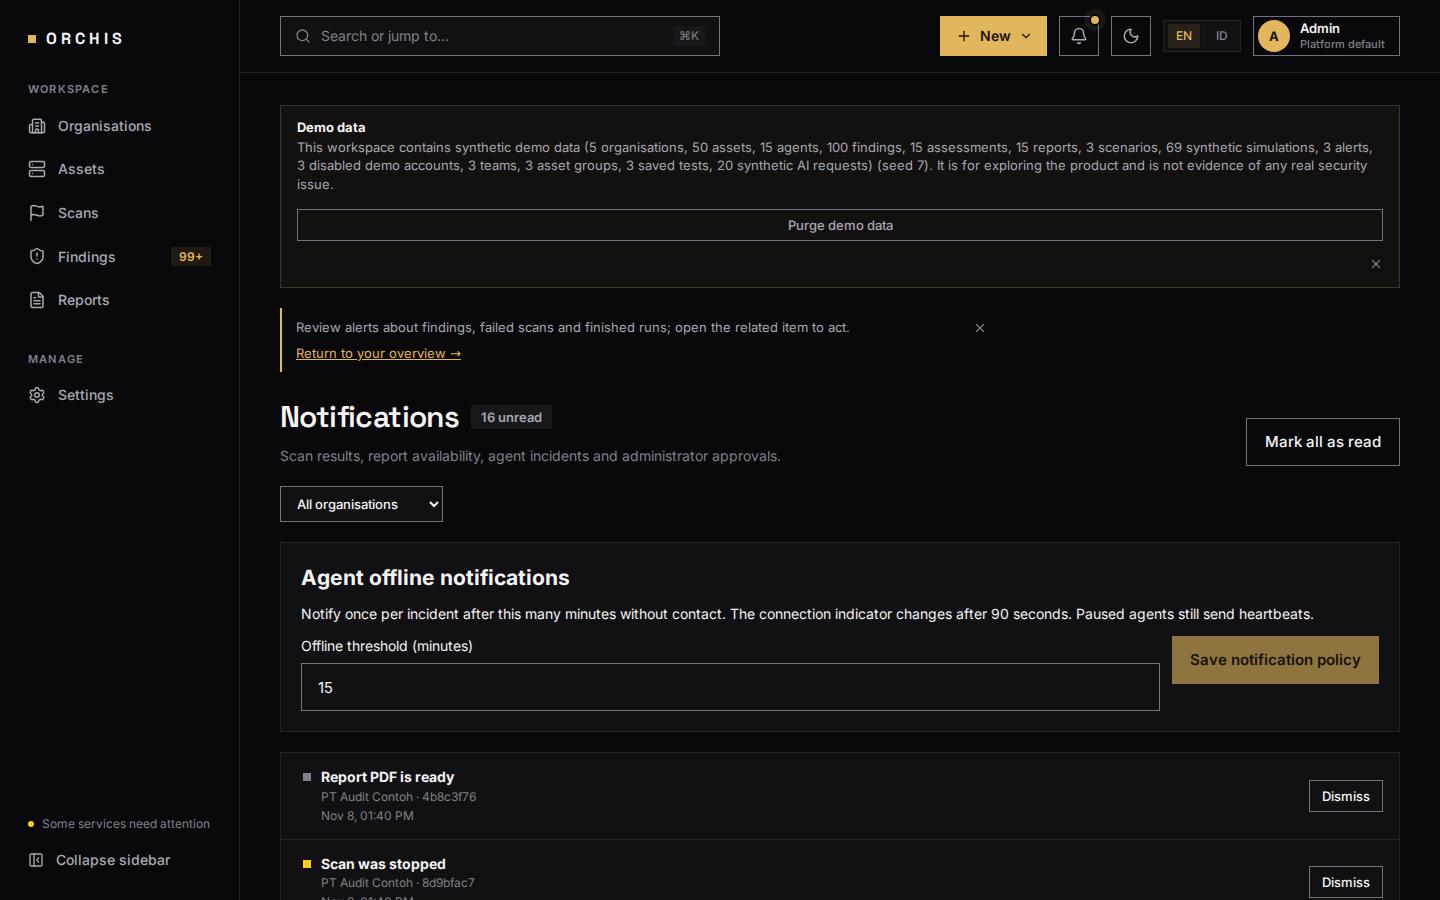 ORCHIS
Search or jump to...
⌘K
New
EN
ID
A
Admin
Platform default
WORKSPACE
Organisations
Assets
Scans
Findings
99+
Reports
MANAGE
Settings
Some services need attention
Collapse sidebar
Demo data
This workspace contains synthetic demo data (5 organisations, 50 assets, 15 agents, 100 findings, 15 assessments, 15 reports, 3 scenarios, 69 synthetic simulations, 3 alerts,
3 disabled demo accounts, 3 teams, 3 asset groups, 3 saved tests, 20 synthetic AI requests) (seed 7). It is for exploring the product and is not evidence of any real security
issue.
Purge demo data
Review alerts about findings, failed scans and finished runs; open the related item to act.
Return to your overview →
Notifications
16 unread
Mark all as read
Scan results, report availability, agent incidents and administrator approvals.
All organisations
Agent offline notifications
Notify once per incident after this many minutes without contact. The connection indicator changes after 90 seconds. Paused agents still send heartbeats.
Offline threshold (minutes)
15
Save notification policy
Report PDF is ready
PT Audit Contoh · 4b8c3f76
Nov 8, 01:40 PM
Dismiss
Scan was stopped
PT Audit Contoh · 8d9bfac7
Nov 8, 01:40 PM
Dismiss